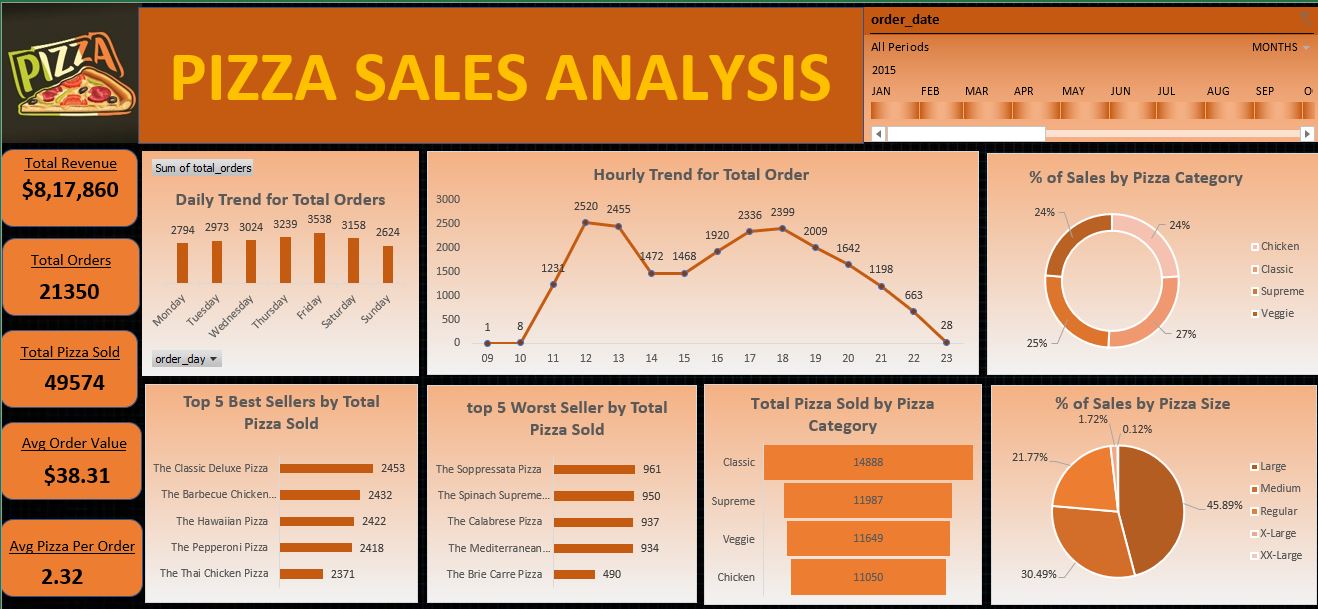 PIZZA
PIZZA SALES ANALYSIS
order_date
All Periods
MONTHS
2015
JAN FEB MAR APR MAY JUN JUL AUG SEP
Total Revenue
$8,17,860
Total Orders
21350
Total Pizza Sold
49574
Avg Order Value
$38.31
Avg Pizza Per Order
2.32
Sum of total_orders
Daily Trend for Total Orders
2794 2973 3024 3239 3538 3158 2624
Monday Tuesday Wednesday Thursday Friday Saturday Sunday
order_day
Hourly Trend for Total Order
3000
2500
2000
1500
1000
500
0
1 8 1231 2520 2455 1472 1468 1920 2336 2399 2009 1642 1198 663 28
09 10 11 12 13 14 15 16 17 18 19 20 21 22 23
% of Sales by Pizza Category
24% 24%
25% 27%
Chicken
Classic
Supreme
Veggie
Top 5 Best Sellers by Total
Pizza Sold
The Classic Deluxe Pizza 2453
The Barbecue Chicken... 2432
The Hawaiian Pizza 2422
The Pepperoni Pizza 2418
The Thai Chicken Pizza 2371
top 5 Worst Seller by Total
Pizza Sold
The Soppressata Pizza 961
The Spinach Supreme... 950
The Calabrese Pizza 937
The Mediterranean... 934
The Brie Carre Pizza 490
Total Pizza Sold by Pizza
Category
Classic 14888
Supreme 11987
Veggie 11649
Chicken 11050
% of Sales by Pizza Size
1.72% 0.12%
21.77%
45.89%
30.49%
Large
Medium
Regular
X-Large
XX-Large